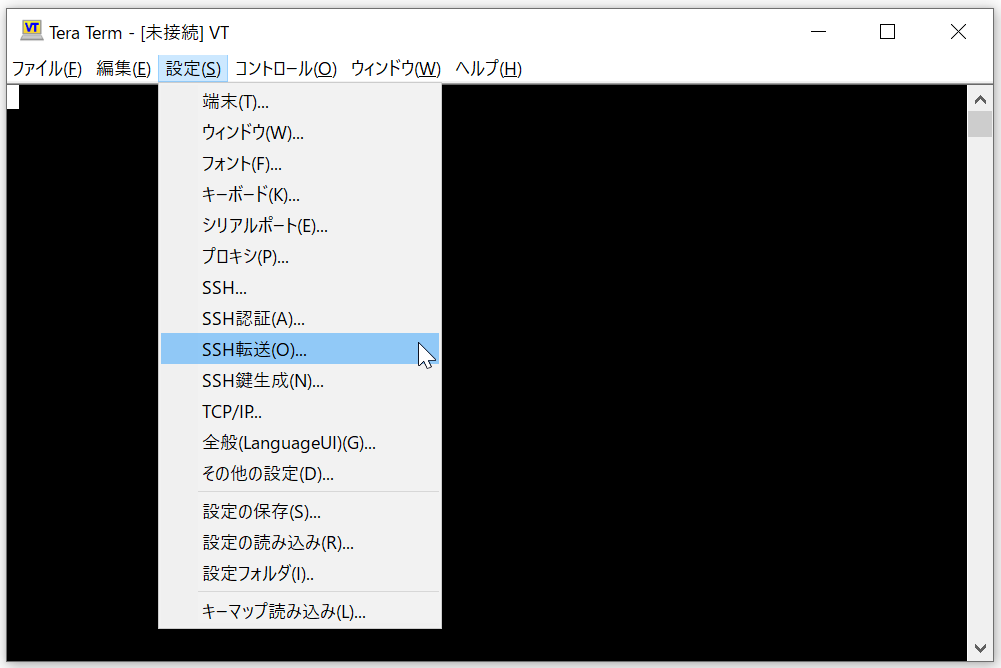 VT Tera Term - [未接続] VT
ファイル(F) 編集(E) 設定(S) コントロール(O) ウィンドウ(W) ヘルプ(H)
端末(T)...
ウィンドウ(W)...
フォント(F)...
キーボード(K)...
シリアルポート(E)...
プロキシ(P)...
SSH...
SSH認証(A)...
SSH転送(O)...
SSH鍵生成(N)...
TCP/IP...
全般(LanguageUI)(G)...
その他の設定(D)...
設定の保存(S)...
設定の読み込み(R)...
設定フォルダ(I)..
キーマップ読み込み(L)...